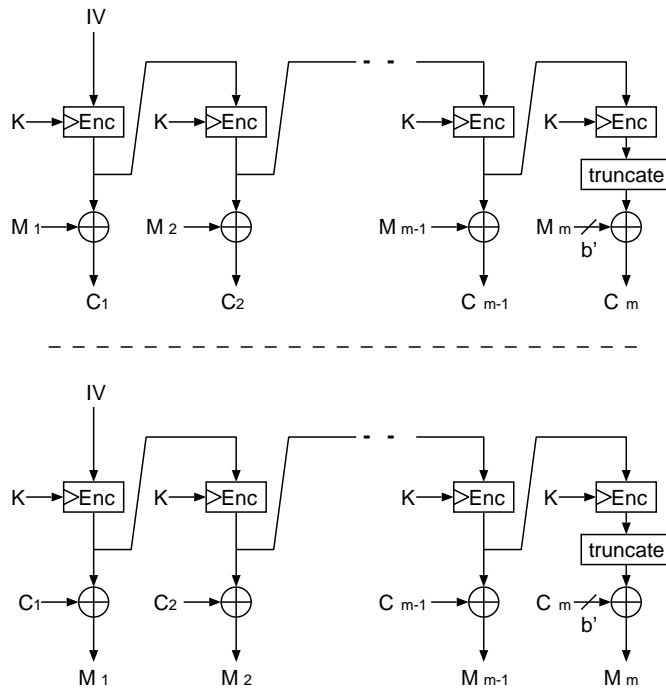 IV
K Enc K Enc K Enc K Enc
truncate
M 1 M 2 M m-1 M m
b'
C1 C2 C m-1 C m
IV
K Enc K Enc K Enc K Enc
truncate
C1 C2 C m-1 C m
b'
M 1 M 2 M m-1 M m